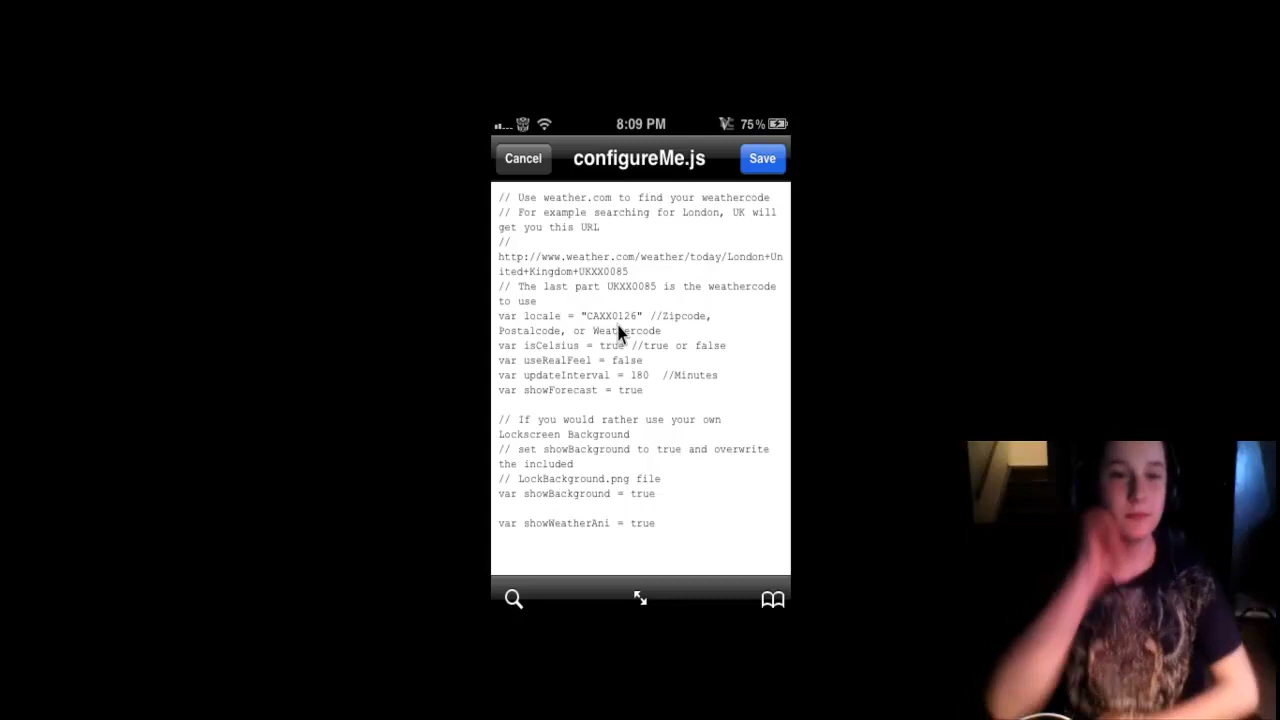 8:09 PM 75%
Cancel configureMe.js Save
// Use weather.com to find your weathercode
// For example searching for London, UK will
get you this URL
//
http://www.weather.com/weather/today/London+Un
ited+Kingdom+UKXX0085
// The last part UKXX0085 is the weathercode
to use
var locale = "CAXX0126" //Zipcode,
Postalcode, or Weathercode
var isCelsius = true //true or false
var useRealFeel = false
var updateInterval = 180 //Minutes
var showForecast = true
// If you would rather use your own
Lockscreen Background
// set showBackground to true and overwrite
the included
// LockBackground.png file
var showBackground = true
var showWeatherAni = true